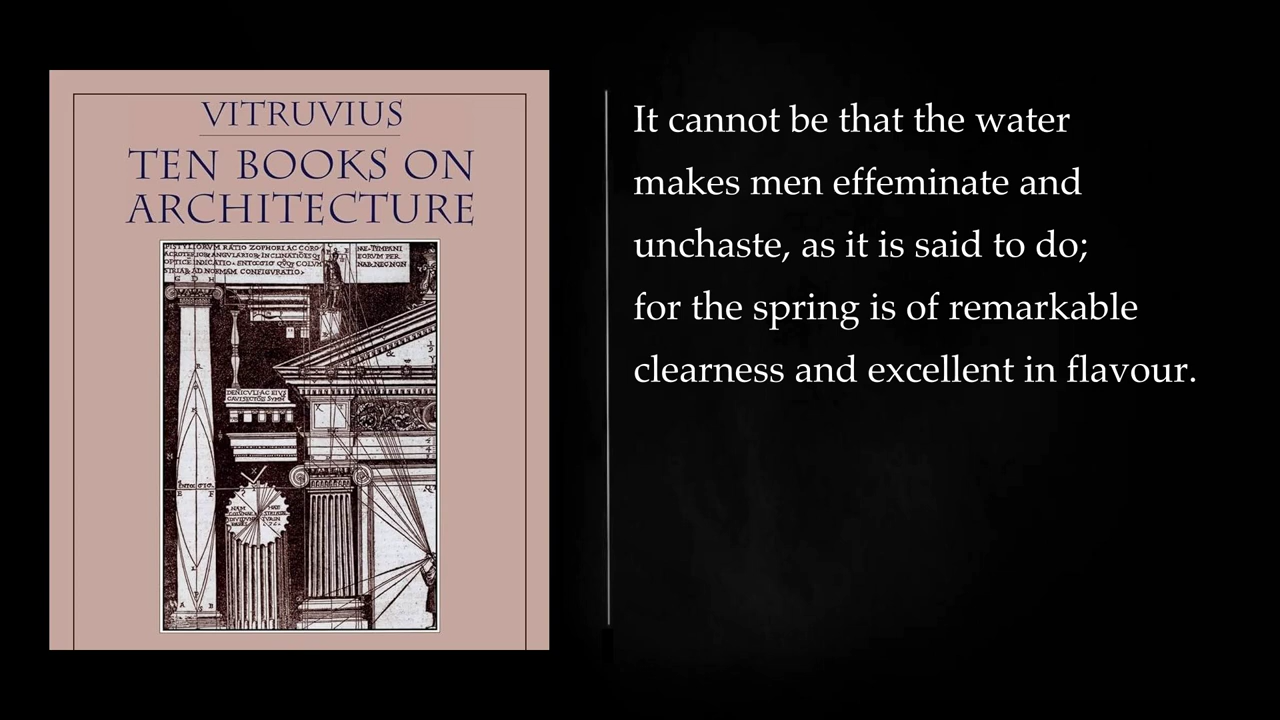 VITRUVIUS
TEN BOOKS ON
ARCHITECTURE
It cannot be that the water
makes men effeminate and
unchaste, as it is said to do;
for the spring is of remarkable
clearness and excellent in flavour.